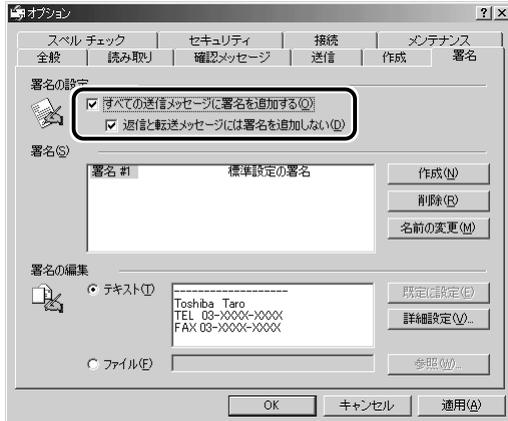 オプション
スペル チェック セキュリティ 接続 メンテナンス
全般 読み取り 確認メッセージ 送信 作成 署名
署名の設定
すべての送信メッセージに署名を追加する(O)
返信と転送メッセージには署名を追加しない(D)
署名(S)
署名 #1 標準設定の署名
作成(N)
削除(R)
名前の変更(M)
署名の編集
テキスト(T)
--------------------
Toshiba Taro
TEL 03-XXXX-XXXX
FAX 03-XXXX-XXXX
既定に設定(E)
詳細設定(V)...
ファイル(F)
参照(W)...
OK キャンセル 適用(A)